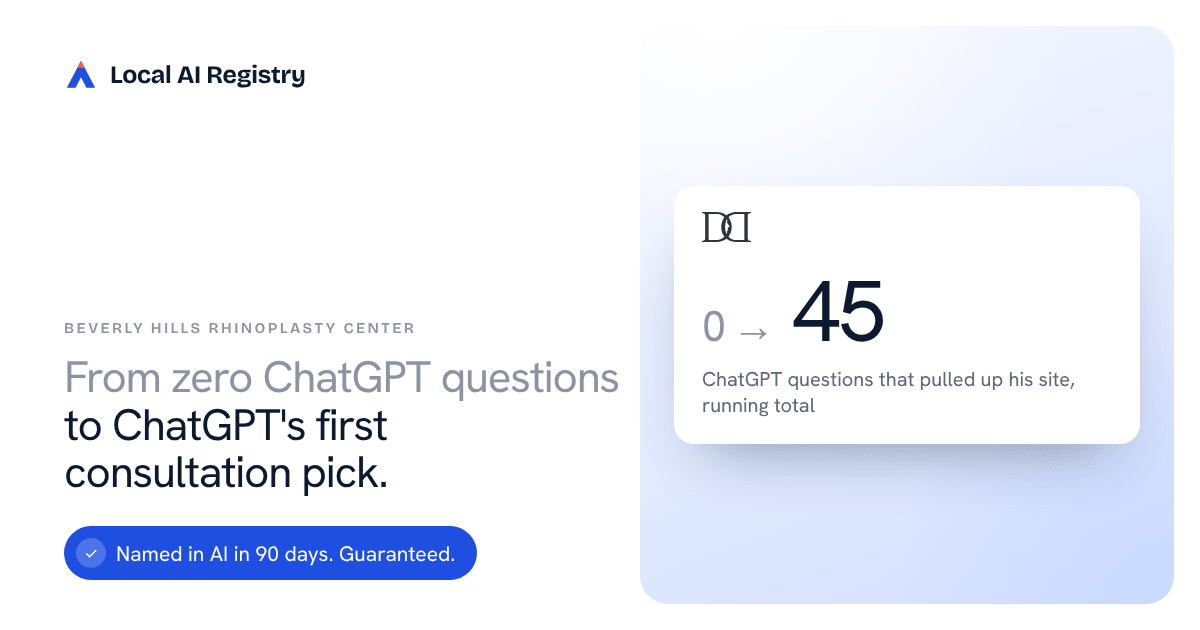 Local AI Registry
BEVERLY HILLS RHINOPLASTY CENTER
From zero ChatGPT questions
to ChatGPT's first
consultation pick.
Named in AI in 90 days. Guaranteed.
DD
0 → 45
ChatGPT questions that pulled up his site,
running total